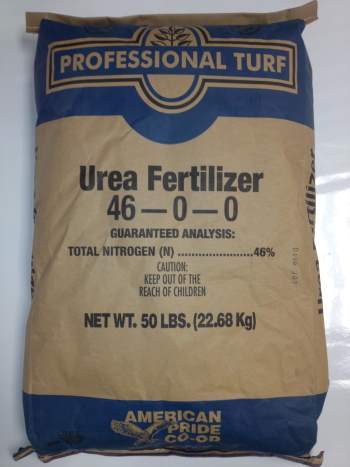 PROFESSIONAL TURF
Urea Fertilizer
46—0—0
GUARANTEED ANALYSIS:
TOTAL NITROGEN (N) .......................46%
CAUTION:
KEEP OUT OF THE
REACH OF CHILDREN
NET WT. 50 LBS. (22.68 Kg)
AMERICAN
PRIDE
CO-OP